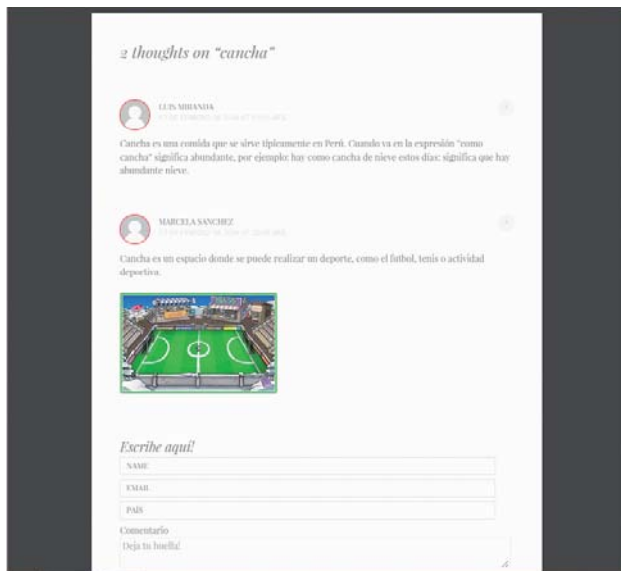 2 thoughts on “cancha”
LUIS MIRANDA
Cancha es una comida que se sirve típicamente en Perú. Cuando va en la expresión "como
cancha" significa abundante, por ejemplo: hay como cancha de nieve estos días: significa que hay
abundante nieve.
MARCELA SANCHEZ
Cancha es un espacio donde se puede realizar un deporte, como el futbol, tenis o actividad
deportiva.
Escribe aquí!
NAME
EMAIL
PAÍS
Comentario
Deja tu huella!